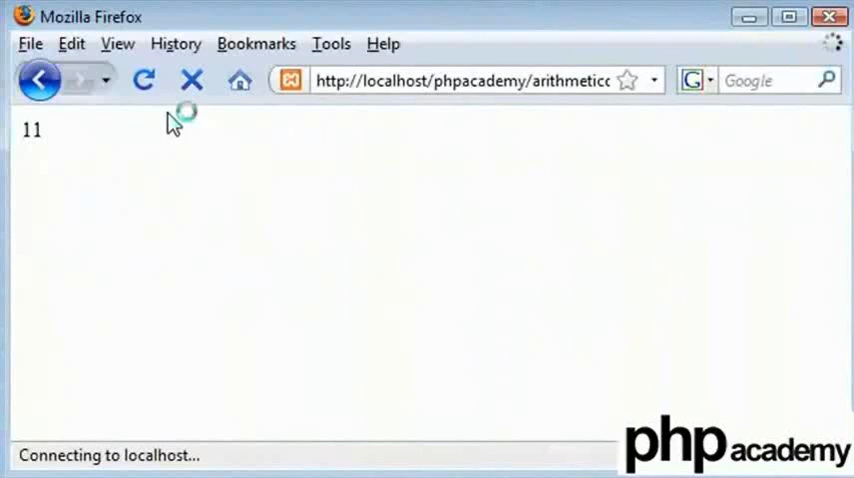 Mozilla Firefox
File Edit View History Bookmarks Tools Help
http://localhost/phpacademy/arithmeticc G Google
11
Connecting to localhost...
php academy